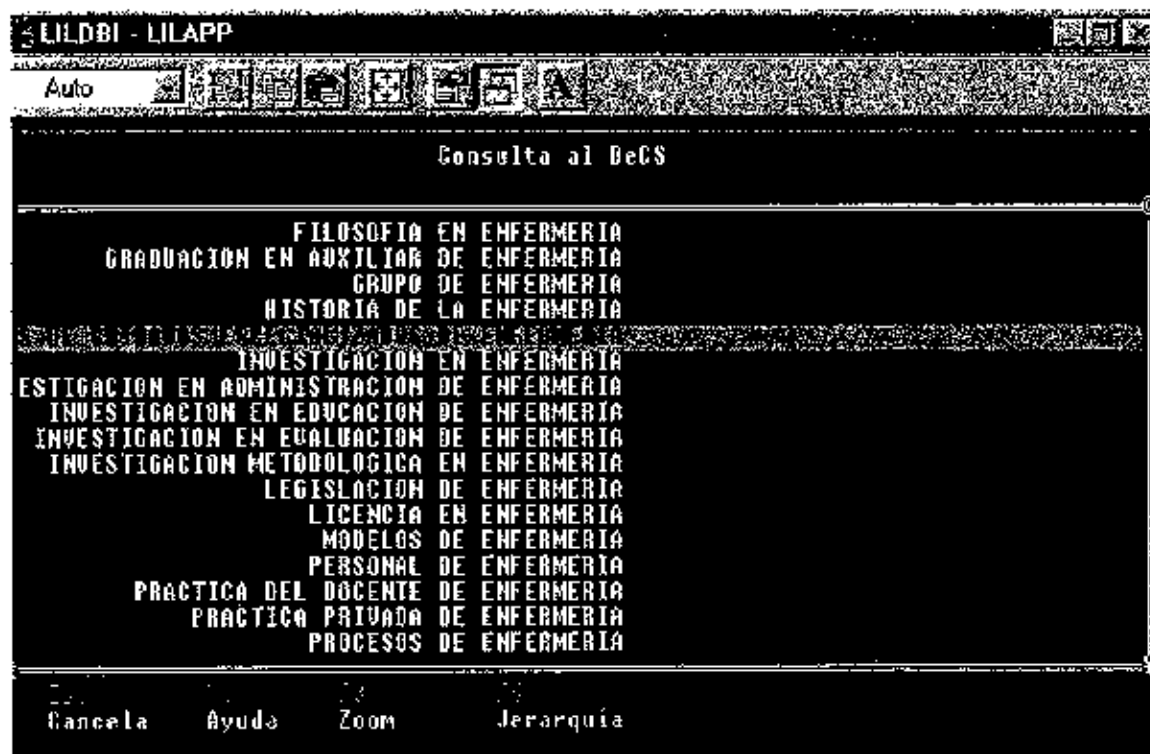 LILDBI - LILAPP
Auto
Consulta al DeCS
FILOSOFIA EN ENFERMERIA
GRADUACION EN AUXILIAR DE ENFERMERIA
GRUPO DE ENFERMERIA
HISTORIA DE LA ENFERMERIA
INVESTIGACION EN ENFERMERIA
ESTIGACION EN ADMINISTRACION DE ENFERMERIA
INVESTIGACION EN EDUCACION DE ENFERMERIA
INVESTIGACION EN EVALUACION DE ENFERMERIA
INVESTIGACION METODOLOGICA EN ENFERMERIA
LEGISLACION DE ENFERMERIA
LICENCIA EN ENFERMERIA
MODELOS DE ENFERMERIA
PERSONAL DE ENFERMERIA
PRACTICA DEL DOCENTE DE ENFERMERIA
PRACTICA PRIVADA DE ENFERMERIA
PROCESOS DE ENFERMERIA
Cancela Ayuda Zoom Jerarquía